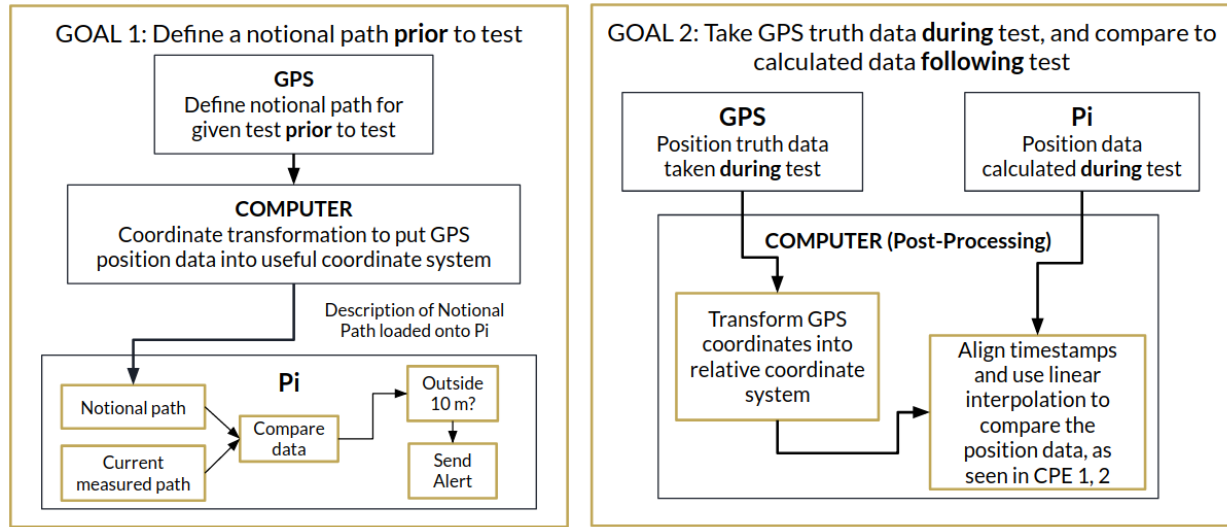 GOAL 1: Define a notional path prior to test
GPS
Define notional path for
given test prior to test
COMPUTER
Coordinate transformation to put GPS
position data into useful coordinate system
Description of Notional
Path loaded onto Pi
Pi
Notional path
Current
measured path
Compare
data
Outside
10 m?
Send
Alert
GOAL 2: Take GPS truth data during test, and compare to
calculated data following test
GPS
Position truth data
taken during test
Pi
Position data
calculated during test
COMPUTER (Post-Processing)
Transform GPS
coordinates into
relative coordinate
system
Align timestamps
and use linear
interpolation to
compare the
position data, as
seen in CPE 1, 2